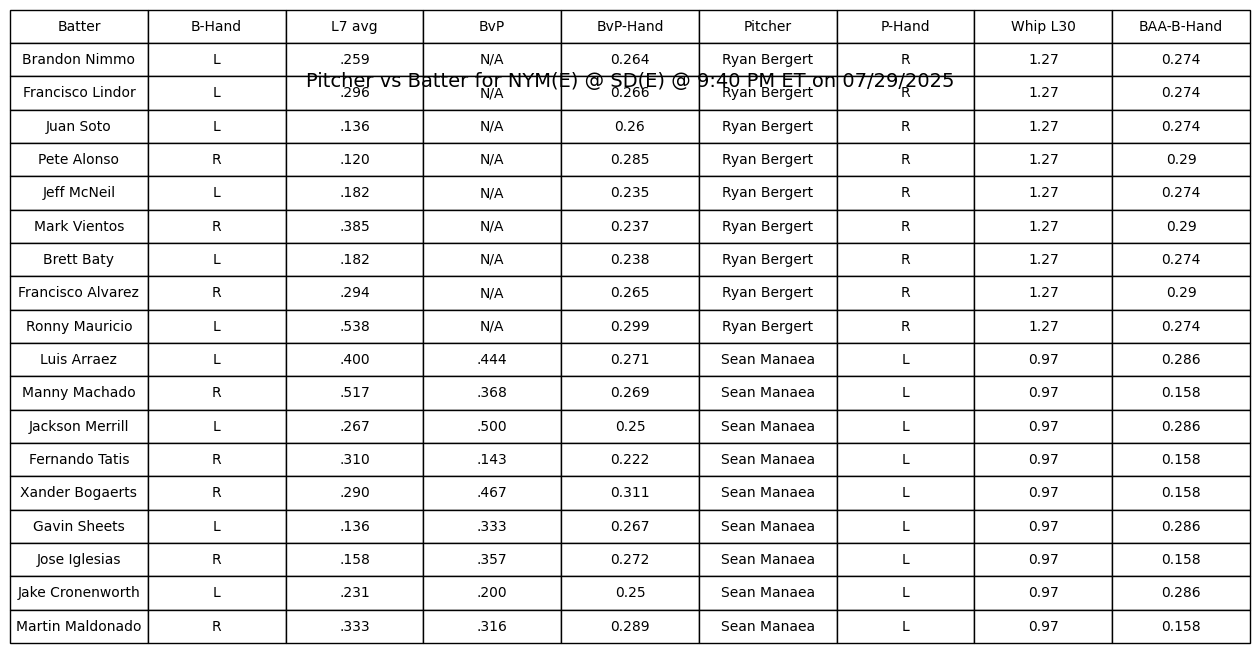 Batter B-Hand L7 avg BvP BvP-Hand Pitcher P-Hand Whip L30 BAA-B-Hand
Brandon Nimmo L .259 N/A 0.264 Ryan Bergert R 1.27 0.274
Pitcher vs Batter for NYM(E) @ SD(E) @ 9:40 PM ET on 07/29/2025
Francisco Lindor L .296 N/A 0.266 Ryan Bergert R 1.27 0.274
Juan Soto L .136 N/A 0.26 Ryan Bergert R 1.27 0.274
Pete Alonso R .120 N/A 0.285 Ryan Bergert R 1.27 0.29
Jeff McNeil L .182 N/A 0.235 Ryan Bergert R 1.27 0.274
Mark Vientos R .385 N/A 0.237 Ryan Bergert R 1.27 0.29
Brett Baty L .182 N/A 0.238 Ryan Bergert R 1.27 0.274
Francisco Alvarez R .294 N/A 0.265 Ryan Bergert R 1.27 0.29
Ronny Mauricio L .538 N/A 0.299 Ryan Bergert R 1.27 0.274
Luis Arraez L .400 .444 0.271 Sean Manaea L 0.97 0.286
Manny Machado R .517 .368 0.269 Sean Manaea L 0.97 0.158
Jackson Merrill L .267 .500 0.25 Sean Manaea L 0.97 0.286
Fernando Tatis R .310 .143 0.222 Sean Manaea L 0.97 0.158
Xander Bogaerts R .290 .467 0.311 Sean Manaea L 0.97 0.158
Gavin Sheets L .136 .333 0.267 Sean Manaea L 0.97 0.286
Jose Iglesias R .158 .357 0.272 Sean Manaea L 0.97 0.158
Jake Cronenworth L .231 .200 0.25 Sean Manaea L 0.97 0.286
Martin Maldonado R .333 .316 0.289 Sean Manaea L 0.97 0.158